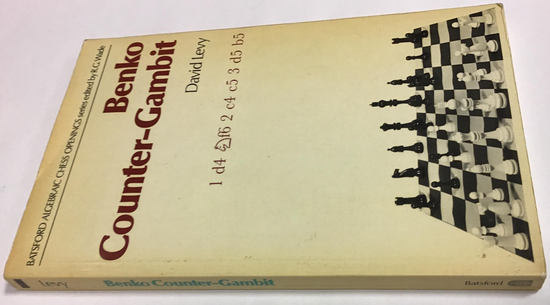 BATSFORD ALGEBRAIC CHESS OPENINGS series edited by R.G.Wade
Benko
Counter-Gambit
David Levy
1 d4 ♘f6 2 c4 c5 3 d5 b5
Levy
Benko Counter-Gambit
Batsford